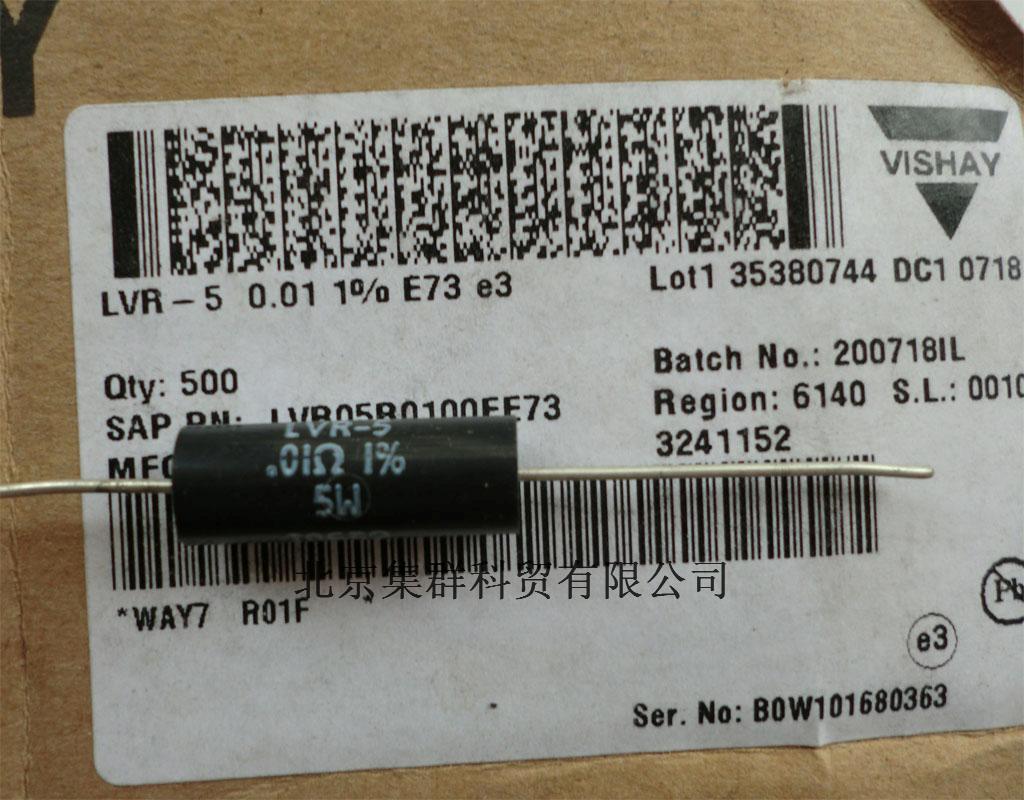 Y
VISHAY
LVR - 5 0.01 1% E73 e3
Lot1 35380744 DC1 0718
Qty: 500
Batch No.: 200718IL
SAP PN: LVR05R0100FE73
Region: 6140 S.L.: 0010
3241152
LVR-5
.01Ω 1%
5W
北京集群科贸有限公司
*WAY7 R01F *
Pb
e3
Ser. No: B0W101680363